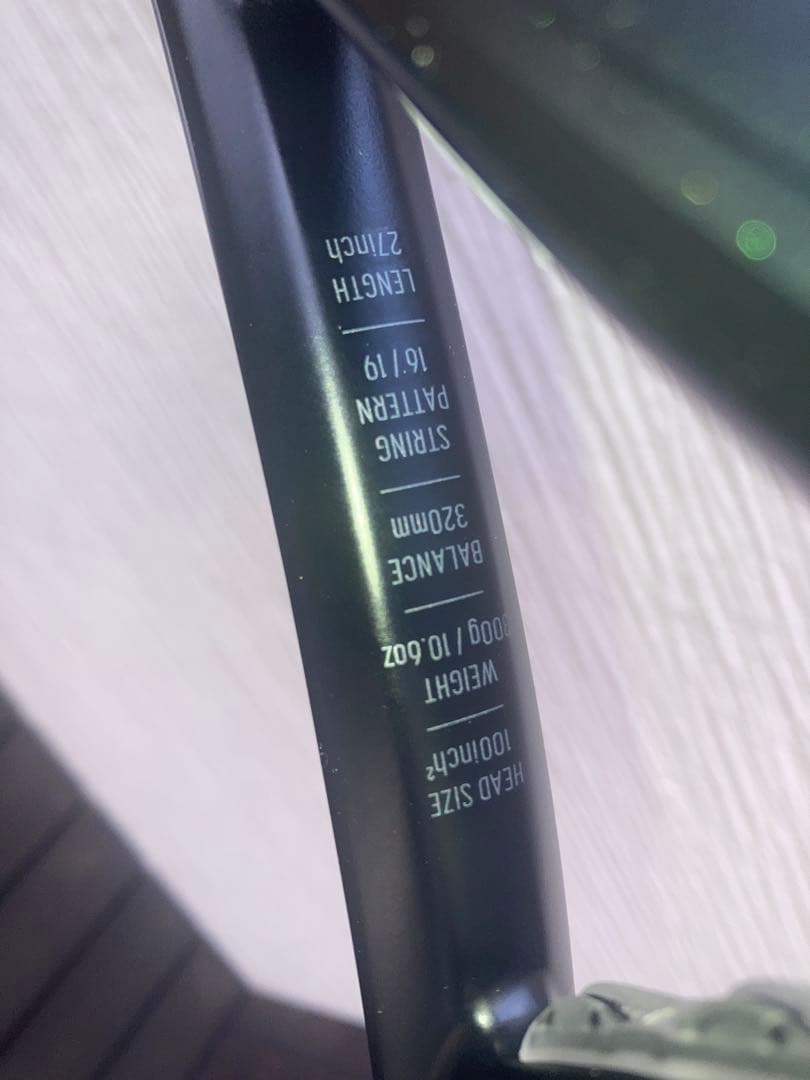 HEAD SIZE
100inch²
WEIGHT
300g / 10.6oz
BALANCE
320mm
STRING
PATTERN
16 / 19
LENGTH
27inch